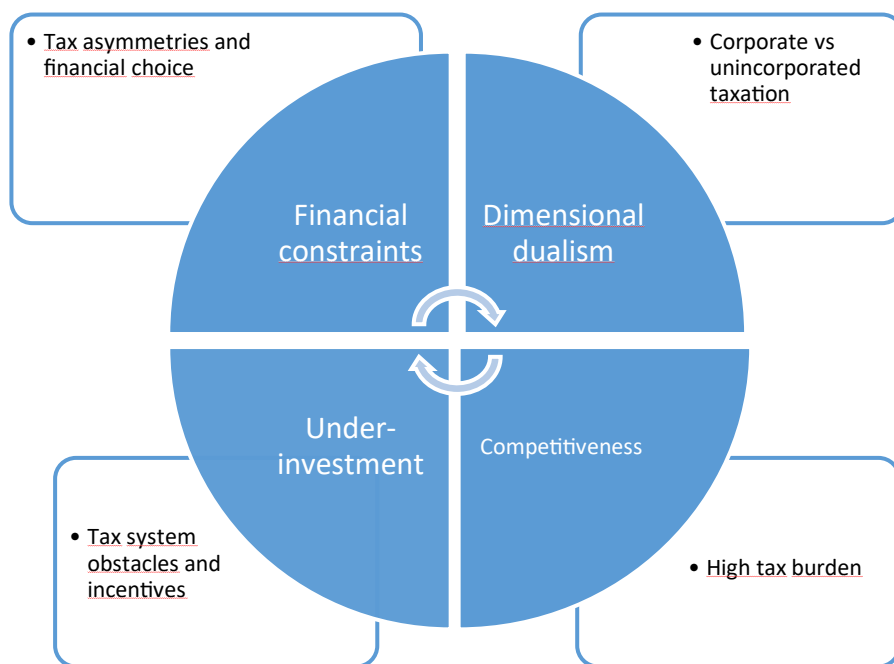 • Tax asymmetries and
financial choice
• Corporate vs
unincorporated
taxation
Financial
constraints
Dimensional
dualism
Under-
investment
Competitiveness
• Tax system
obstacles and
incentives
• High tax burden